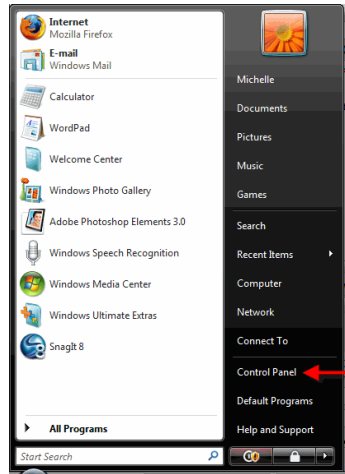 Internet
Mozilla Firefox
E-mail
Windows Mail
Calculator
WordPad
Welcome Center
Windows Photo Gallery
Adobe Photoshop Elements 3.0
Windows Speech Recognition
Windows Media Center
Windows Ultimate Extras
SnagIt 8
All Programs
Start Search
Michelle
Documents
Pictures
Music
Games
Search
Recent Items
Computer
Network
Connect To
Control Panel
Default Programs
Help and Support